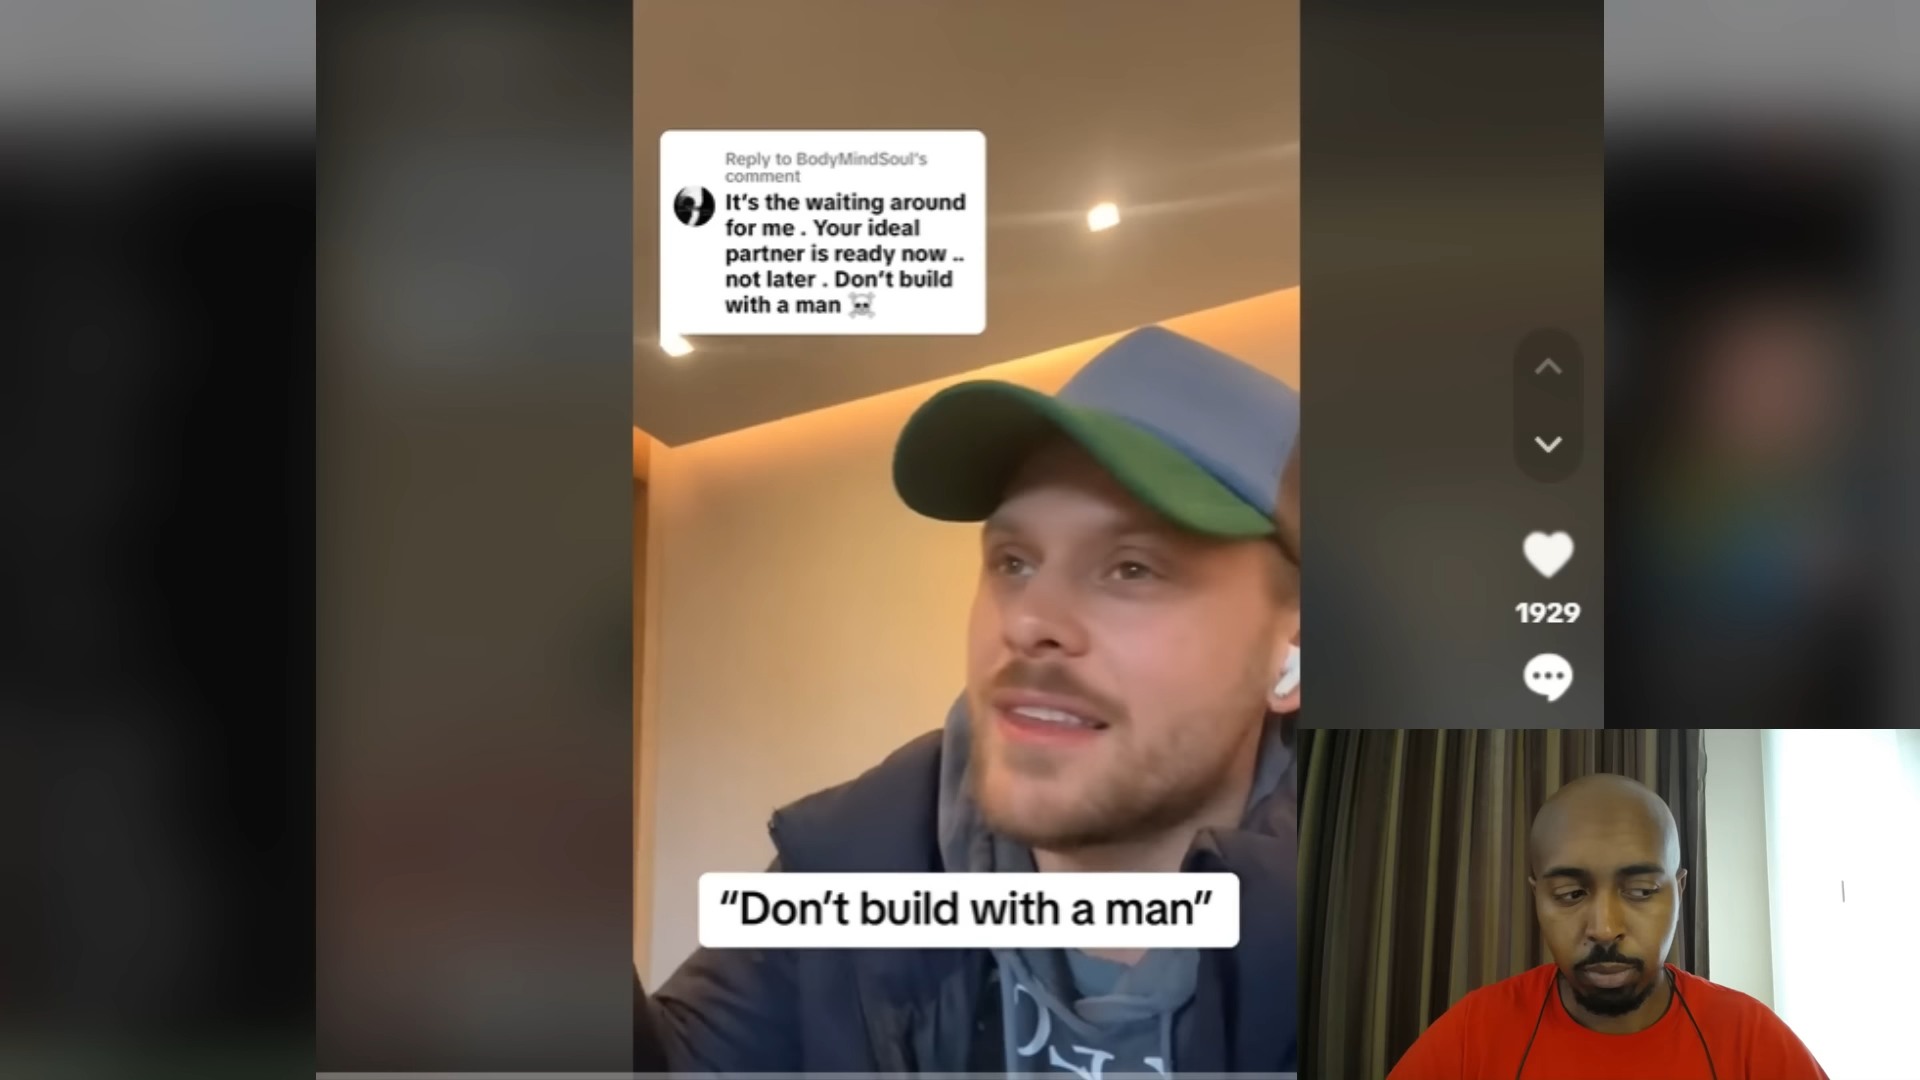 Reply to BodyMindSoul's
comment
It's the waiting around
for me . Your ideal
partner is ready now ..
not later . Don't build
with a man ☠️
1929
“Don't build with a man”